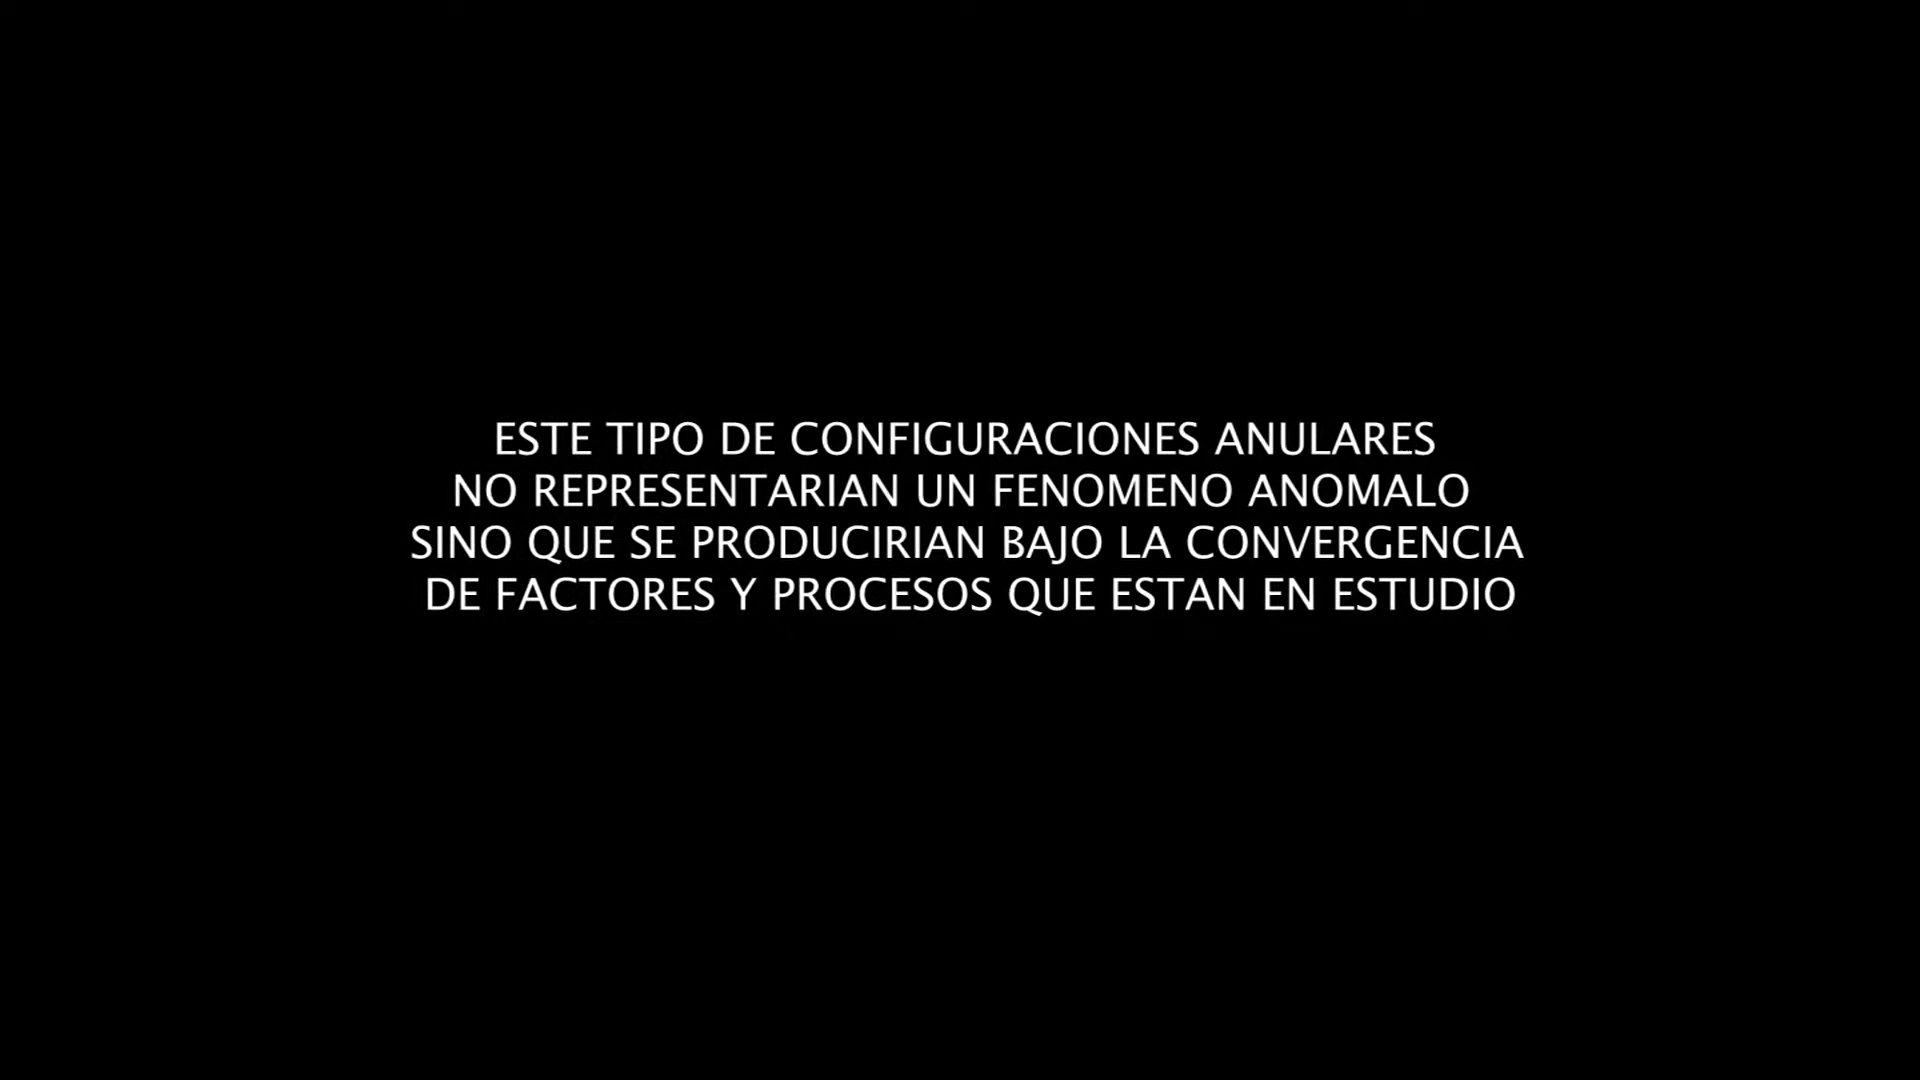 ESTE TIPO DE CONFIGURACIONES ANULARES
NO REPRESENTARIAN UN FENOMENO ANOMALO
SINO QUE SE PRODUCIRIAN BAJO LA CONVERGENCIA
DE FACTORES Y PROCESOS QUE ESTAN EN ESTUDIO